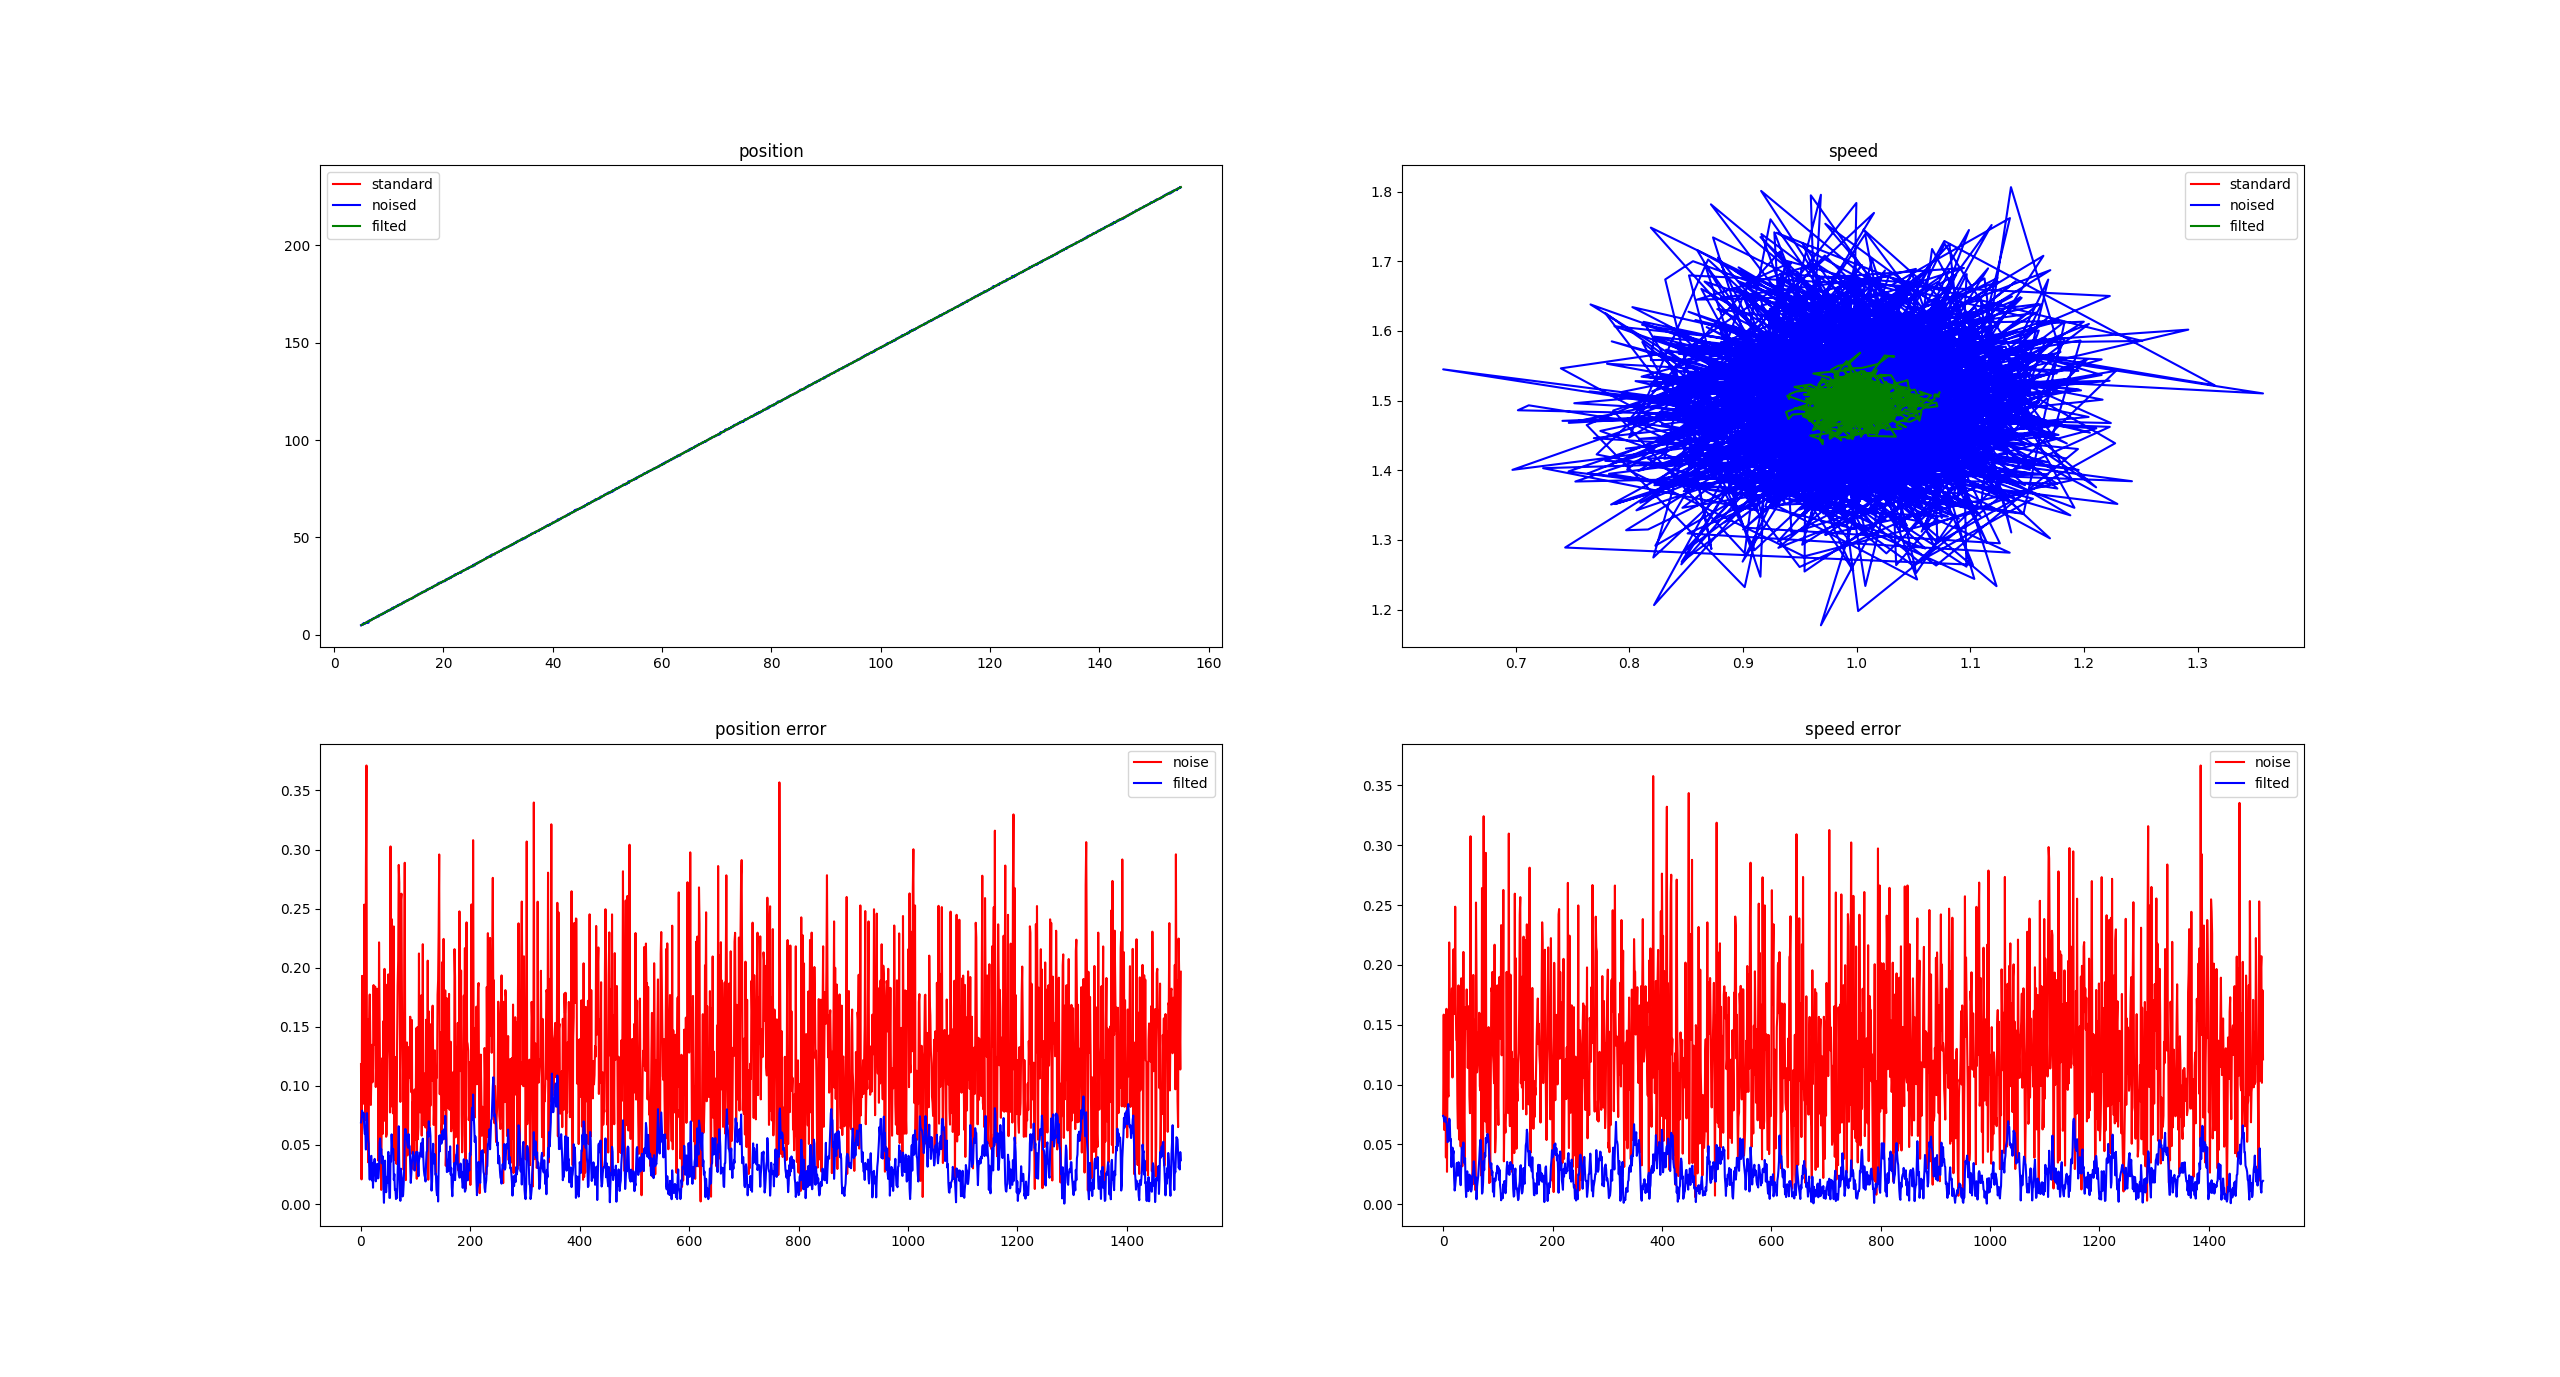 position
standard
noised
filted
200
150
100
50
0
0 20 40 60 80 100 120 140 160
speed
standard
noised
filted
1.8
1.7
1.6
1.5
1.4
1.3
1.2
0.7 0.8 0.9 1.0 1.1 1.2 1.3
position error
noise
filted
0.35
0.30
0.25
0.20
0.15
0.10
0.05
0.00
0 200 400 600 800 1000 1200 1400
speed error
noise
filted
0.35
0.30
0.25
0.20
0.15
0.10
0.05
0.00
0 200 400 600 800 1000 1200 1400